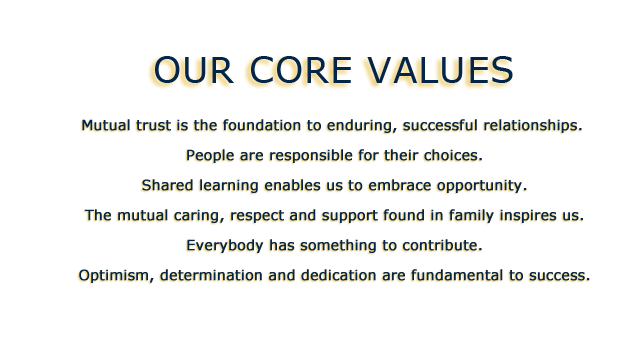 OUR CORE VALUES
Mutual trust is the foundation to enduring, successful relationships.
People are responsible for their choices.
Shared learning enables us to embrace opportunity.
The mutual caring, respect and support found in family inspires us.
Everybody has something to contribute.
Optimism, determination and dedication are fundamental to success.